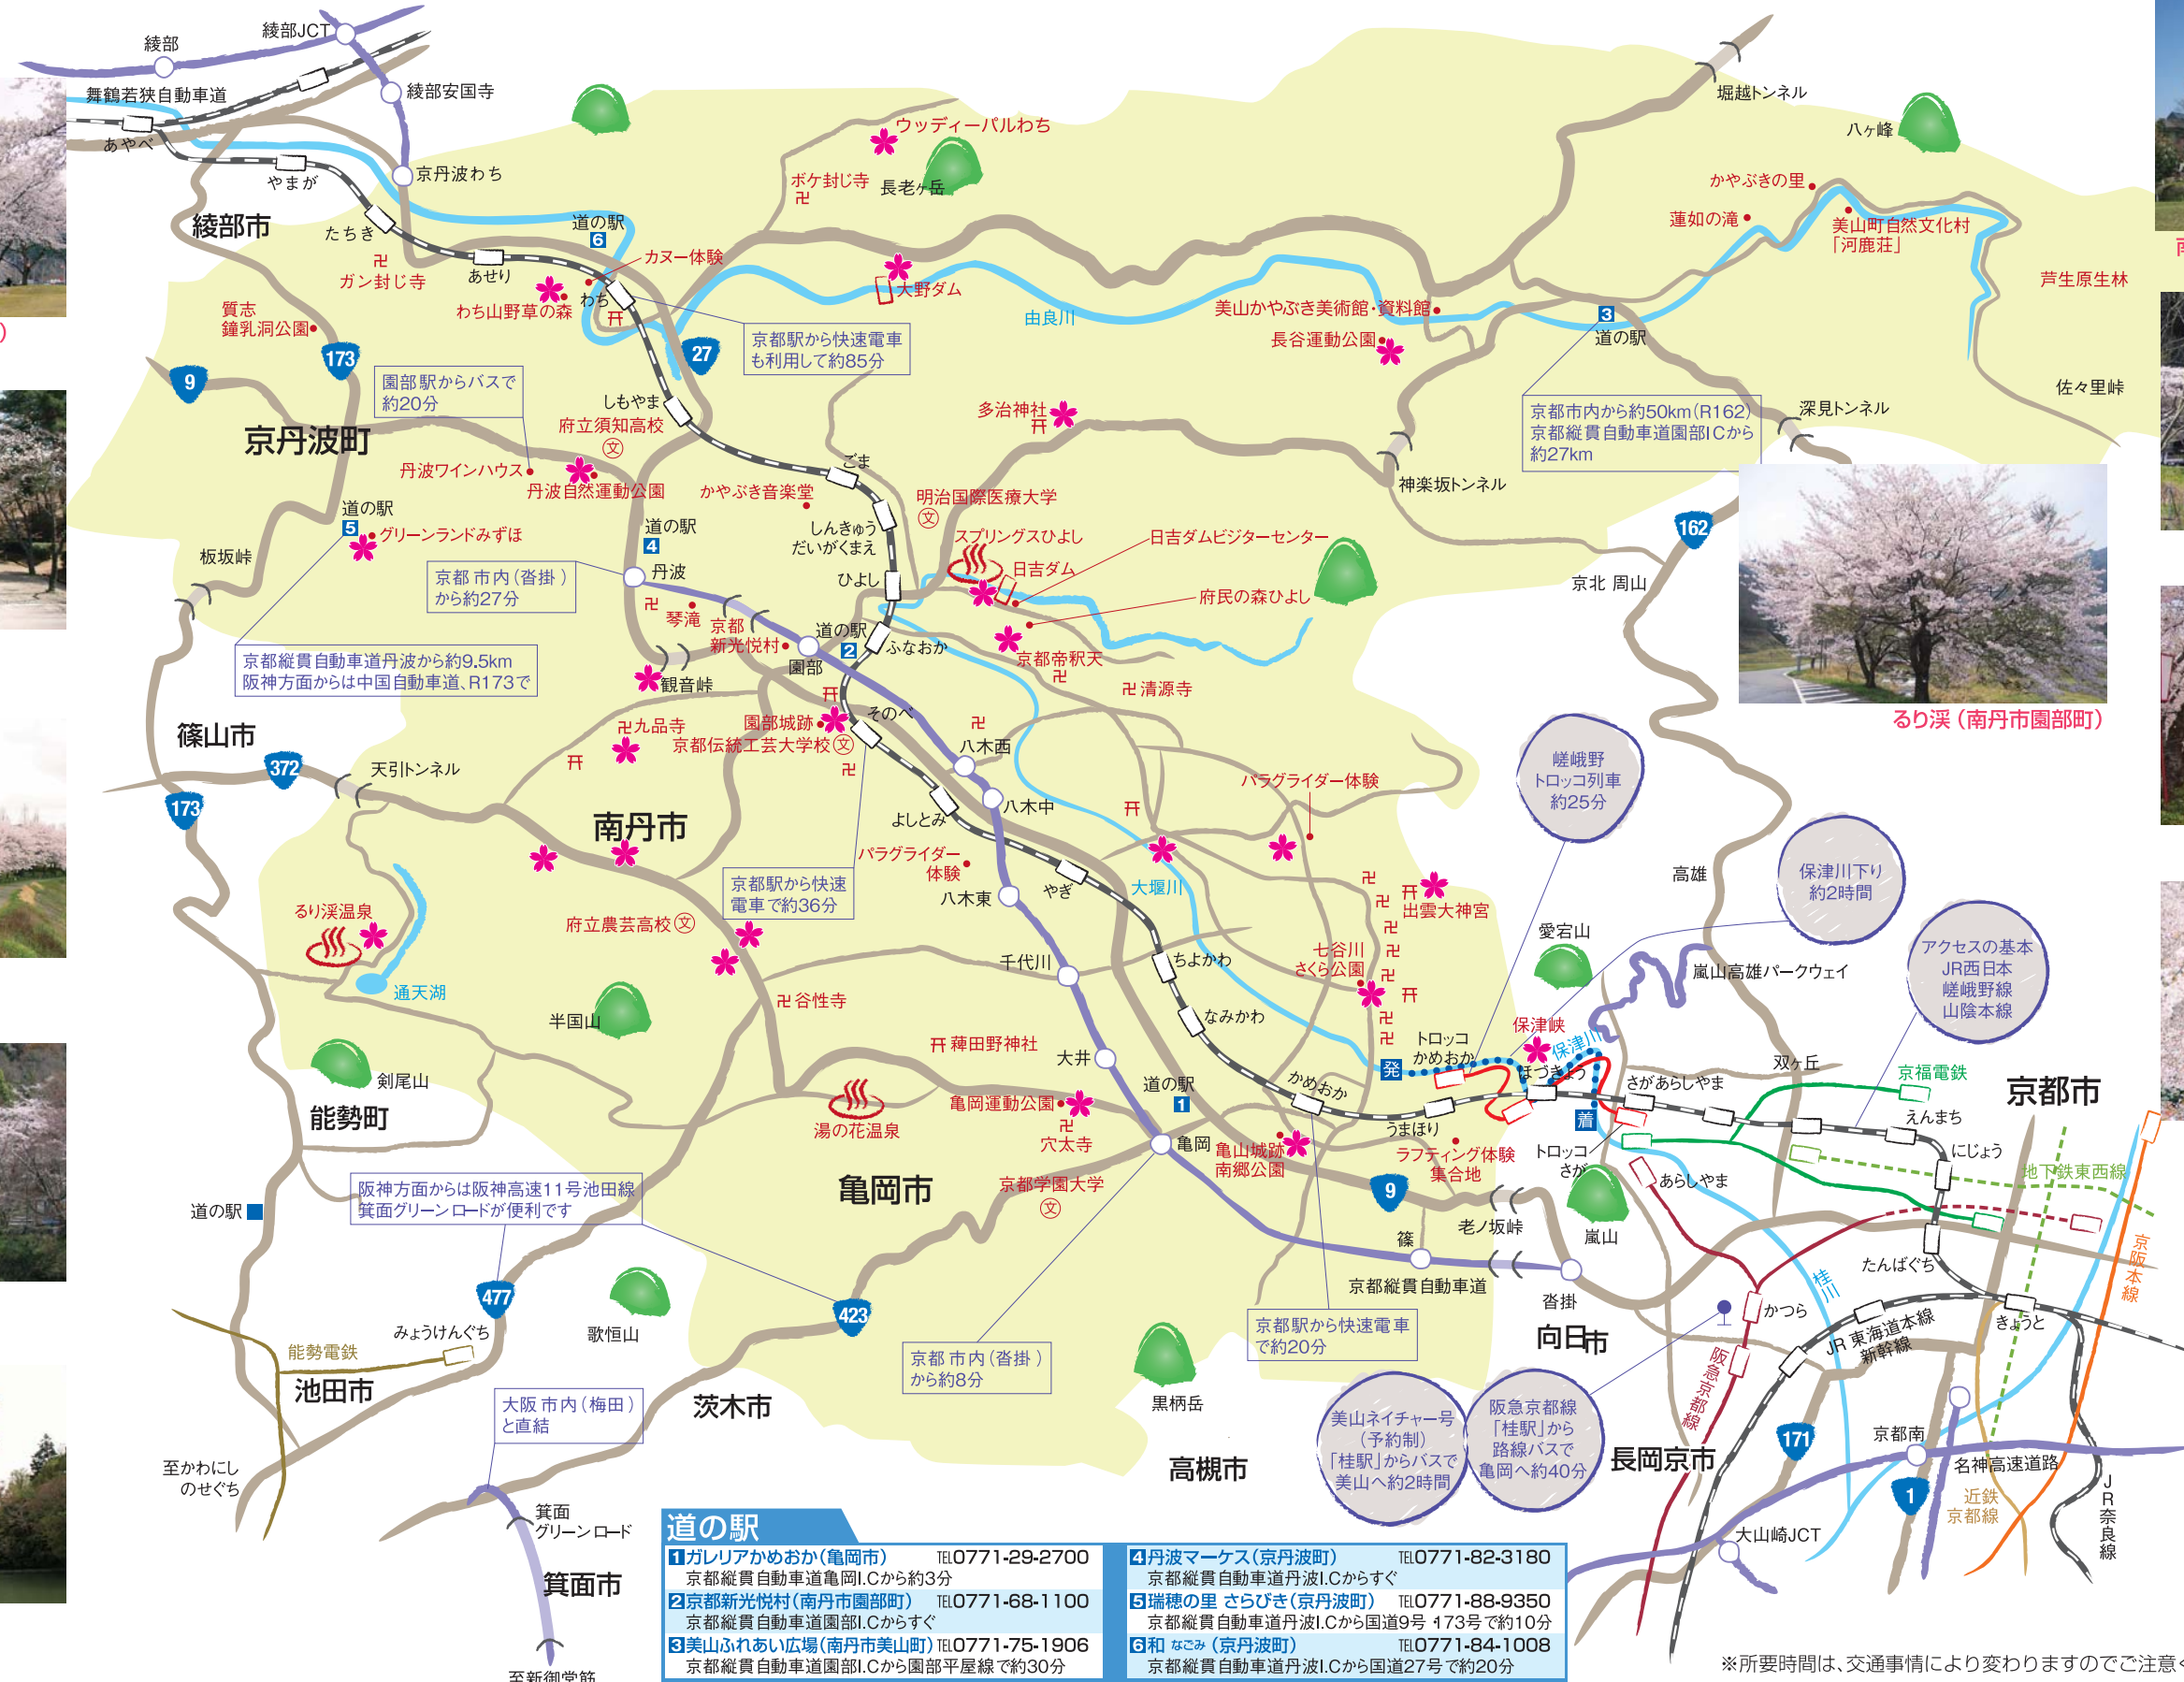 綾部JCT
綾部
舞鶴若狭自動車道
綾部安国寺
あやべ
やまが
京丹波わち
綾部市
たちき
ガン封じ寺
あせり
道の駅
6
カヌー体験
わち
わち山野草の森
質志
鐘乳洞公園
173
9
27
ウッディーパルわち
ボケ封じ寺
長老ヶ岳
大野ダム
由良川
京都駅から快速電車
も利用して約85分
堀越トンネル
八ヶ峰
かやぶきの里
蓮如の滝
美山町自然文化村
「河鹿荘」
芦生原生林
美山かやぶき美術館・資料館
長谷運動公園
3
道の駅
佐々里峠
深見トンネル
京都市内から約50km(R162)
京都縦貫自動車道園部ICから
約27km
園部駅からバスで
約20分
しもやま
府立須知高校
文
京丹波町
丹波ワインハウス
丹波自然運動公園
かやぶき音楽堂
ごま
多治神社
神楽坂トンネル
明治国際医療大学
文
しんきゅう
だいがくまえ
道の駅
5
グリーンランドみずほ
板坂峠
道の駅
4
丹波
スプリングスひよし
日吉ダムビジターセンター
日吉ダム
ひよし
府民の森ひよし
京都市内(沓掛)
から約27分
琴滝
京都
新光悦村
道の駅
2
園部
ふなおか
京都帝釈天
清源寺
京北 周山
162
京都縦貫自動車道丹波から約9.5km
阪神方面からは中国自動車道、R173で
観音峠
篠山市
九品寺
園部城跡
そのべ
京都伝統工芸大学校
文
八木西
るり渓(南丹市園部町)
372
天引トンネル
173
南丹市
八木中
よしとみ
パラグライダー
体験
八木東
やぎ
大堰川
パラグライダー体験
嵯峨野
トロッコ列車
約25分
高雄
保津川下り
約2時間
京都駅から快速
電車で約36分
るり渓温泉
府立農芸高校
文
通天湖
出雲大神宮
七谷川
さくら公園
愛宕山
嵐山高雄パークウェイ
アクセスの基本
JR西日本
嵯峨野線
山陰本線
千代川
ちよかわ
なみかわ
谷性寺
半国山
薭田野神社
大井
保津峡
保津川
トロッコ
かめおか
発
ほづきょう
さがあらしやま
双ヶ丘
京福電鉄
京都市
剣尾山
能勢町
湯の花温泉
亀岡運動公園
穴太寺
道の駅
1
かめおか
うまほり
着
えんまち
にじょう
亀岡
亀山城跡
南郷公園
ラフティング体験
集合地
トロッコ
さが
あらしやま
地下鉄東西線
京都学園大学
文
亀岡市
9
老ノ坂峠
嵐山
道の駅
阪神方面からは阪神高速11号池田線
箕面グリーンロードが便利です
篠
京都縦貫自動車道
沓掛
たんばぐち
京阪本線
桂川
477
423
歌恒山
みょうけんぐち
能勢電鉄
池田市
京都市内(沓掛)
から約8分
京都駅から快速電車
で約20分
向日市
かつら
きょうと
JR 東海道本線
新幹線
阪急京都線
黒柄岳
茨木市
大阪市内(梅田)
と直結
至かわにし
のせぐち
高槻市
美山ネイチャー号
(予約制)
「桂駅」からバスで
美山へ約2時間
阪急京都線
「桂駅」から
路線バスで
亀岡へ約40分
長岡京市
171
京都南
名神高速道路
1
近鉄
京都線
JR奈良線
大山崎JCT
箕面
グリーンロード
箕面市
至新御堂筋
道の駅
1 ガレリアかめおか(亀岡市) TEL0771-29-2700
京都縦貫自動車道亀岡I.Cから約3分
2 京都新光悦村(南丹市園部町) TEL0771-68-1100
京都縦貫自動車道園部I.Cからすぐ
3 美山ふれあい広場(南丹市美山町) TEL0771-75-1906
京都縦貫自動車道園部I.Cから園部平屋線で約30分
4 丹波マーケス(京丹波町) TEL0771-82-3180
京都縦貫自動車道丹波I.Cからすぐ
5 瑞穂の里 さらびき(京丹波町) TEL0771-88-9350
京都縦貫自動車道丹波I.Cから国道9号・173号で約10分
6 和 なごみ(京丹波町) TEL0771-84-1008
京都縦貫自動車道丹波I.Cから国道27号で約20分
※所要時間は、交通事情により変わりますのでご注意